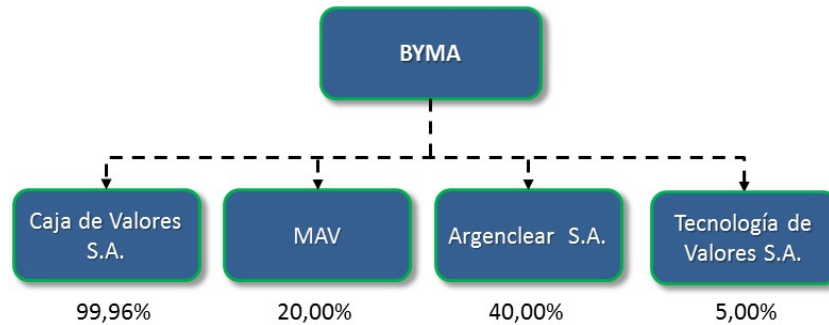 BYMA
Caja de Valores
S.A.
MAV
Argenclear S.A.
Tecnología de
Valores S.A.
99,96%
20,00%
40,00%
5,00%